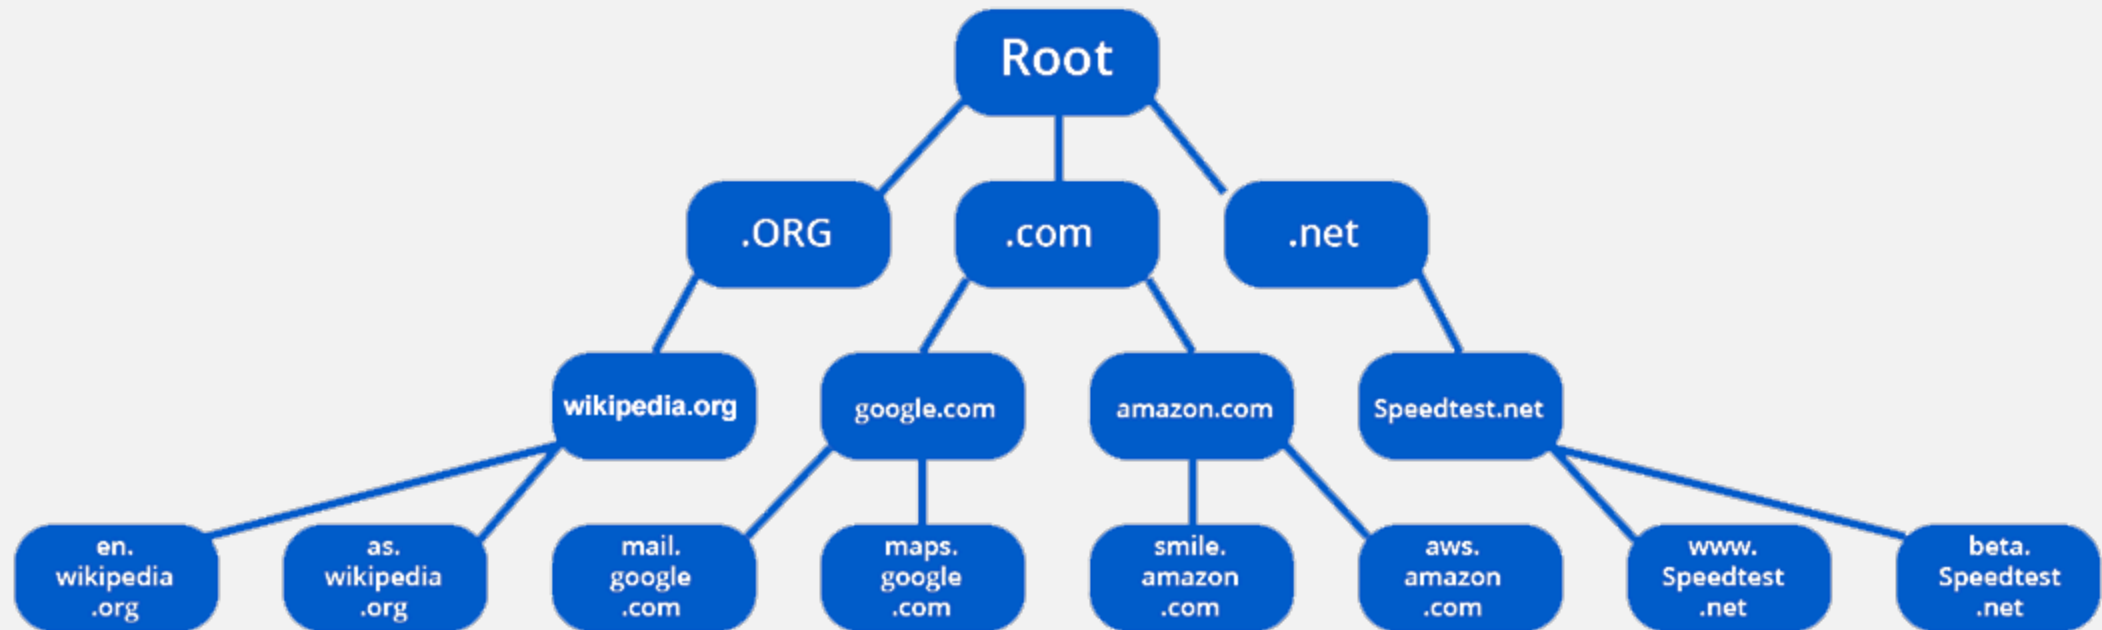 Root
.ORG
.com
.net
wikipedia.org
google.com
amazon.com
Speedtest.net
en.
wikipedia
.org
as.
wikipedia
.org
mail.
google
.com
maps.
google
.com
smile.
amazon
.com
aws.
amazon
.com
www.
Speedtest
.net
beta.
Speedtest
.net